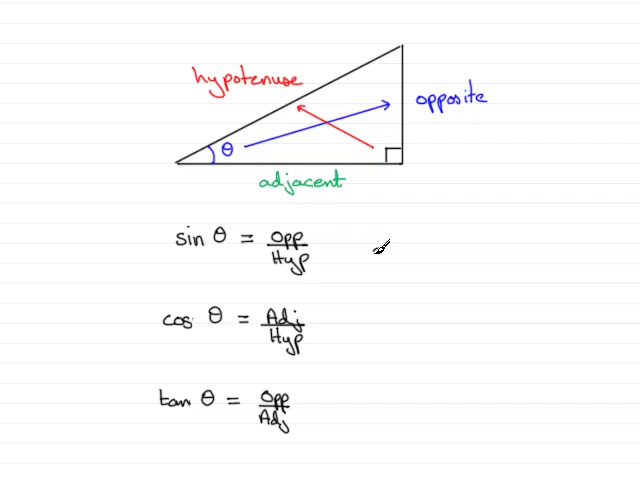 hypotenuse
opposite
θ
adjacent
sin θ = Opp/Hyp
cos θ = Adj/Hyp
tan θ = Opp/Adj